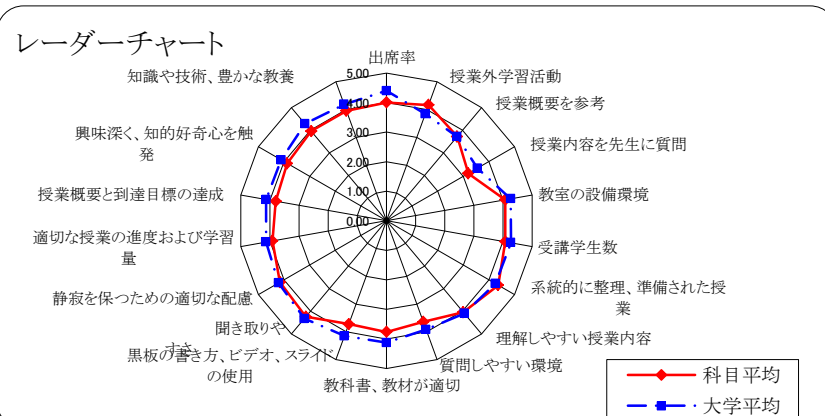 レーダーチャート
出席率
授業外学習活動
授業概要を参考
授業内容を先生に質問
教室の設備環境
受講学生数
系統的に整理、準備された授
業
理解しやすい授業内容
質問しやすい環境
教科書、教材が適切
黒板の書き方、ビデオ、スライド
の使用
聞き取りや
すさ
静寂を保つための適切な配慮
適切な授業の進度および学習
量
授業概要と到達目標の達成
興味深く、知的好奇心を触
発
知識や技術、豊かな教養
5.00
4.00
3.00
2.00
1.00
0.00
科目平均
大学平均